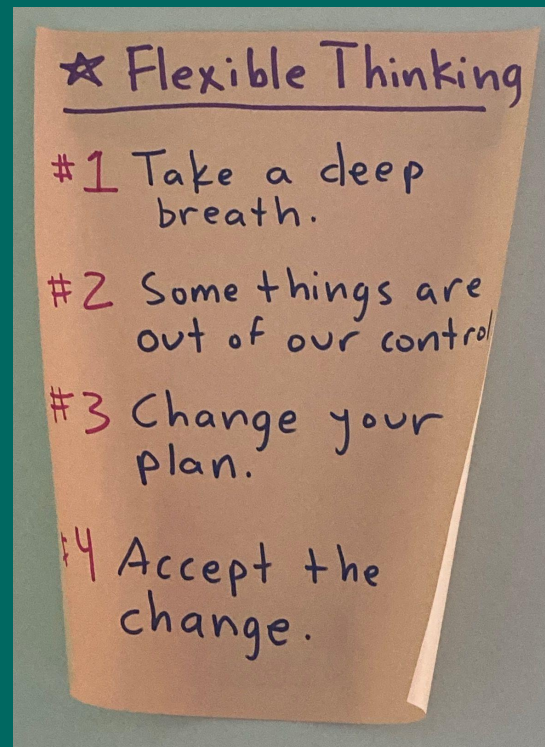 ☆ Flexible Thinking
#1 Take a deep
breath.
#2 Some things are
out of our control
#3 Change your
plan.
#4 Accept the
change.